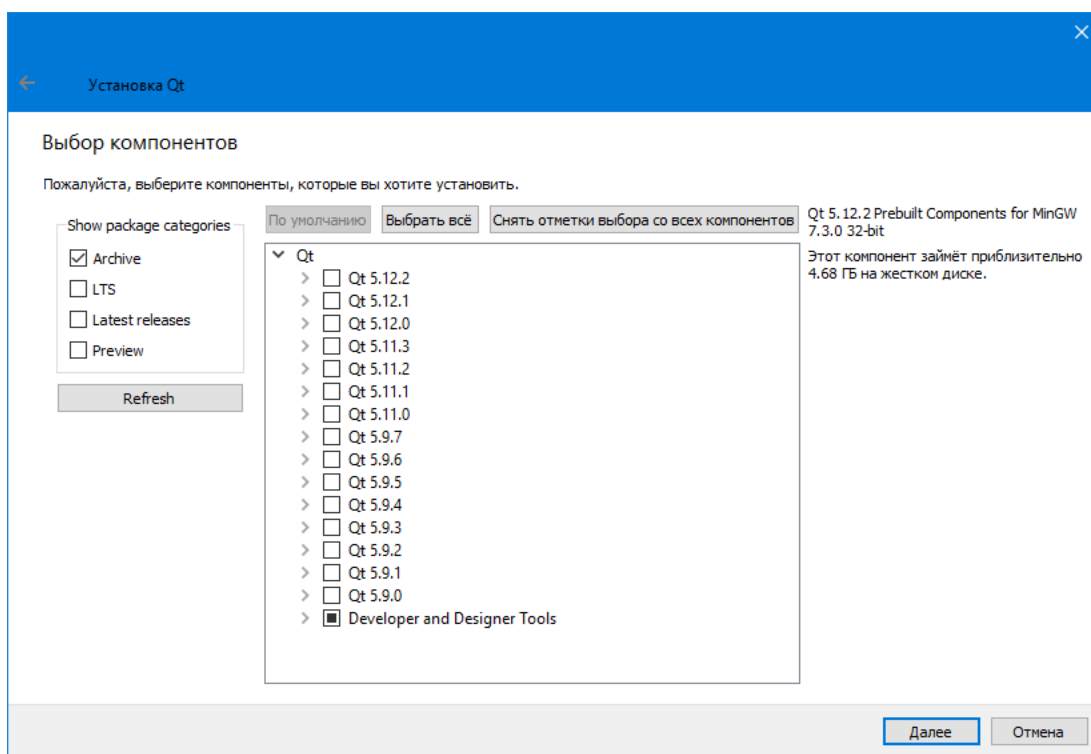 Установка Qt
Выбор компонентов
Пожалуйста, выберите компоненты, которые вы хотите установить.
Show package categories
Archive
LTS
Latest releases
Preview
Refresh
По умолчанию
Выбрать всё
Снять отметки выбора со всех компонентов
Qt
Qt 5.12.2
Qt 5.12.1
Qt 5.12.0
Qt 5.11.3
Qt 5.11.2
Qt 5.11.1
Qt 5.11.0
Qt 5.9.7
Qt 5.9.6
Qt 5.9.5
Qt 5.9.4
Qt 5.9.3
Qt 5.9.2
Qt 5.9.1
Qt 5.9.0
Developer and Designer Tools
Qt 5.12.2 Prebuilt Components for MinGW
7.3.0 32-bit
Этот компонент займёт приблизительно
4.68 ГБ на жестком диске.
Далее
Отмена